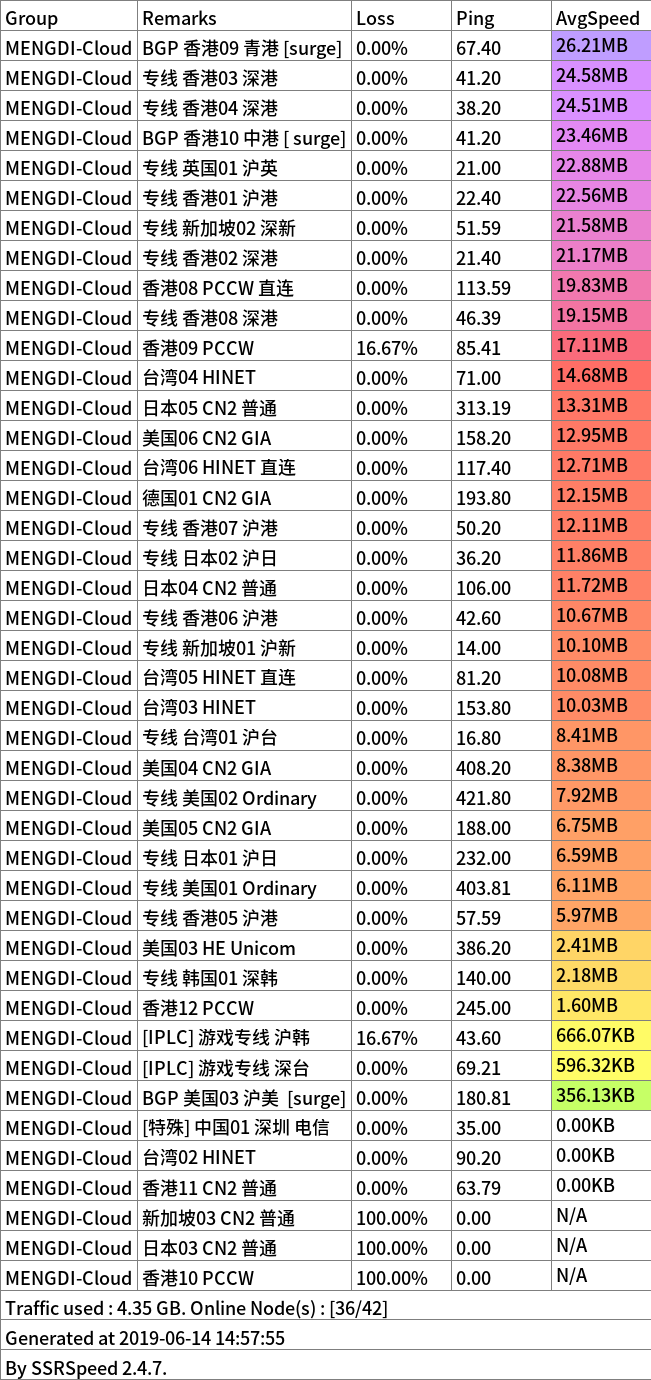 Group Remarks Loss Ping AvgSpeed
MENGDI-Cloud BGP 香港09 青港 [surge] 0.00% 67.40 26.21MB
MENGDI-Cloud 专线 香港03 深港 0.00% 41.20 24.58MB
MENGDI-Cloud 专线 香港04 深港 0.00% 38.20 24.51MB
MENGDI-Cloud BGP 香港10 中港 [ surge] 0.00% 41.20 23.46MB
MENGDI-Cloud 专线 英国01 沪英 0.00% 21.00 22.88MB
MENGDI-Cloud 专线 香港01 沪港 0.00% 22.40 22.56MB
MENGDI-Cloud 专线 新加坡02 深新 0.00% 51.59 21.58MB
MENGDI-Cloud 专线 香港02 深港 0.00% 21.40 21.17MB
MENGDI-Cloud 香港08 PCCW 直连 0.00% 113.59 19.83MB
MENGDI-Cloud 专线 香港08 深港 0.00% 46.39 19.15MB
MENGDI-Cloud 香港09 PCCW 16.67% 85.41 17.11MB
MENGDI-Cloud 台湾04 HINET 0.00% 71.00 14.68MB
MENGDI-Cloud 日本05 CN2 普通 0.00% 313.19 13.31MB
MENGDI-Cloud 美国06 CN2 GIA 0.00% 158.20 12.95MB
MENGDI-Cloud 台湾06 HINET 直连 0.00% 117.40 12.71MB
MENGDI-Cloud 德国01 CN2 GIA 0.00% 193.80 12.15MB
MENGDI-Cloud 专线 香港07 沪港 0.00% 50.20 12.11MB
MENGDI-Cloud 专线 日本02 沪日 0.00% 36.20 11.86MB
MENGDI-Cloud 日本04 CN2 普通 0.00% 106.00 11.72MB
MENGDI-Cloud 专线 香港06 沪港 0.00% 42.60 10.67MB
MENGDI-Cloud 专线 新加坡01 沪新 0.00% 14.00 10.10MB
MENGDI-Cloud 台湾05 HINET 直连 0.00% 81.20 10.08MB
MENGDI-Cloud 台湾03 HINET 0.00% 153.80 10.03MB
MENGDI-Cloud 专线 台湾01 沪台 0.00% 16.80 8.41MB
MENGDI-Cloud 美国04 CN2 GIA 0.00% 408.20 8.38MB
MENGDI-Cloud 专线 美国02 Ordinary 0.00% 421.80 7.92MB
MENGDI-Cloud 美国05 CN2 GIA 0.00% 188.00 6.75MB
MENGDI-Cloud 专线 日本01 沪日 0.00% 232.00 6.59MB
MENGDI-Cloud 专线 美国01 Ordinary 0.00% 403.81 6.11MB
MENGDI-Cloud 专线 香港05 沪港 0.00% 57.59 5.97MB
MENGDI-Cloud 美国03 HE Unicom 0.00% 386.20 2.41MB
MENGDI-Cloud 专线 韩国01 深韩 0.00% 140.00 2.18MB
MENGDI-Cloud 香港12 PCCW 0.00% 245.00 1.60MB
MENGDI-Cloud [IPLC] 游戏专线 沪韩 16.67% 43.60 666.07KB
MENGDI-Cloud [IPLC] 游戏专线 深台 0.00% 69.21 596.32KB
MENGDI-Cloud BGP 美国03 沪美 [surge] 0.00% 180.81 356.13KB
MENGDI-Cloud [特殊] 中国01 深圳 电信 0.00% 35.00 0.00KB
MENGDI-Cloud 台湾02 HINET 0.00% 90.20 0.00KB
MENGDI-Cloud 香港11 CN2 普通 0.00% 63.79 0.00KB
MENGDI-Cloud 新加坡03 CN2 普通 100.00% 0.00 N/A
MENGDI-Cloud 日本03 CN2 普通 100.00% 0.00 N/A
MENGDI-Cloud 香港10 PCCW 100.00% 0.00 N/A
Traffic used : 4.35 GB. Online Node(s) : [36/42]
Generated at 2019-06-14 14:57:55
By SSRSpeed 2.4.7.